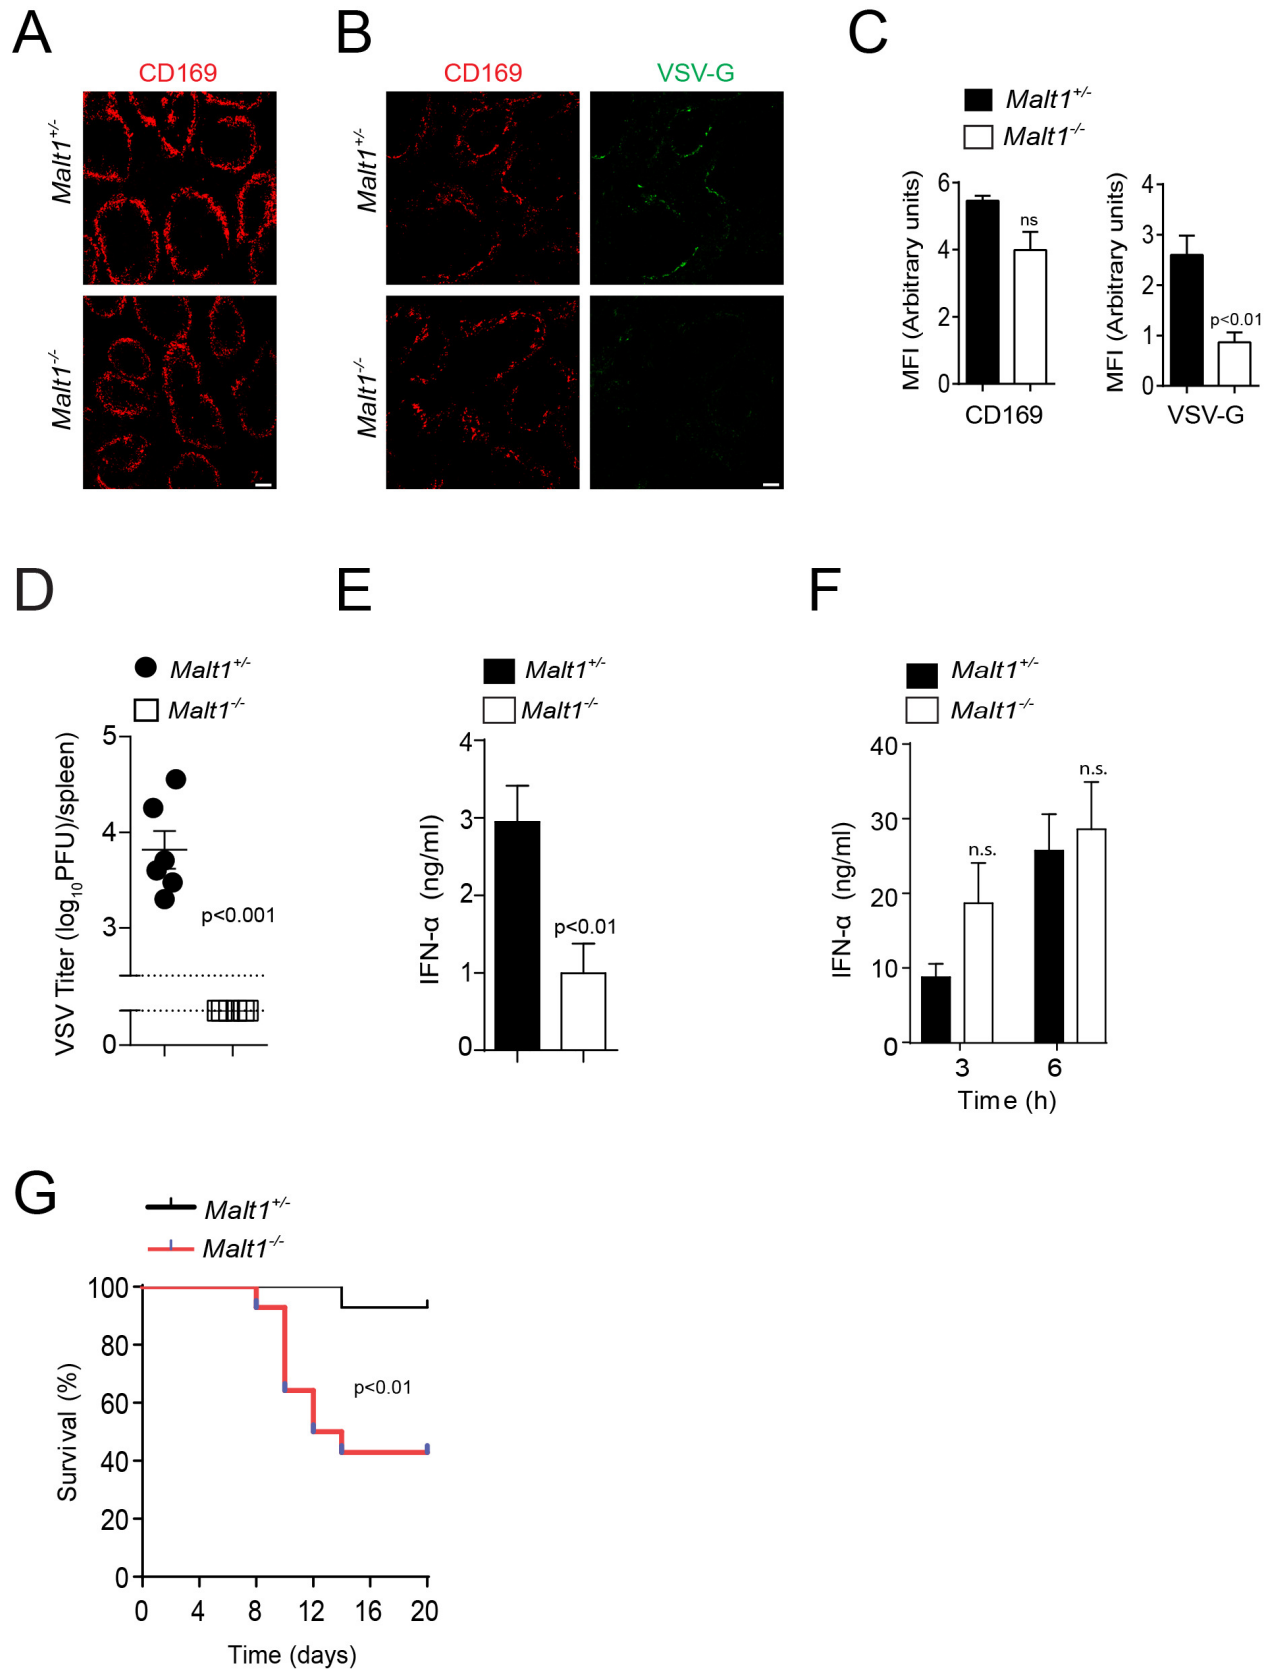 A
B
C
CD169
CD169
VSV-G
Malt1+/-
Malt1-/-
Malt1+/-
Malt1-/-
Malt1+/-
Malt1-/-
MFI (Arbitrary units)
6
4
2
0
ns
CD169
MFI (Arbitrary units)
4
3
2
1
0
p<0.01
VSV-G
D
E
F
Malt1+/-
Malt1-/-
VSV Titer (log10PFU)/spleen)
5
4
3
0
p<0.001
Malt1+/-
Malt1-/-
IFN-α (ng/ml)
4
3
2
1
0
p<0.01
Malt1+/-
Malt1-/-
IFN-α (ng/ml)
40
30
20
10
0
n.s.
n.s.
3 6
Time (h)
G
Malt1+/-
Malt1-/-
Survival (%)
100
80
60
40
20
0
p<0.01
0 4 8 12 16 20
Time (days)